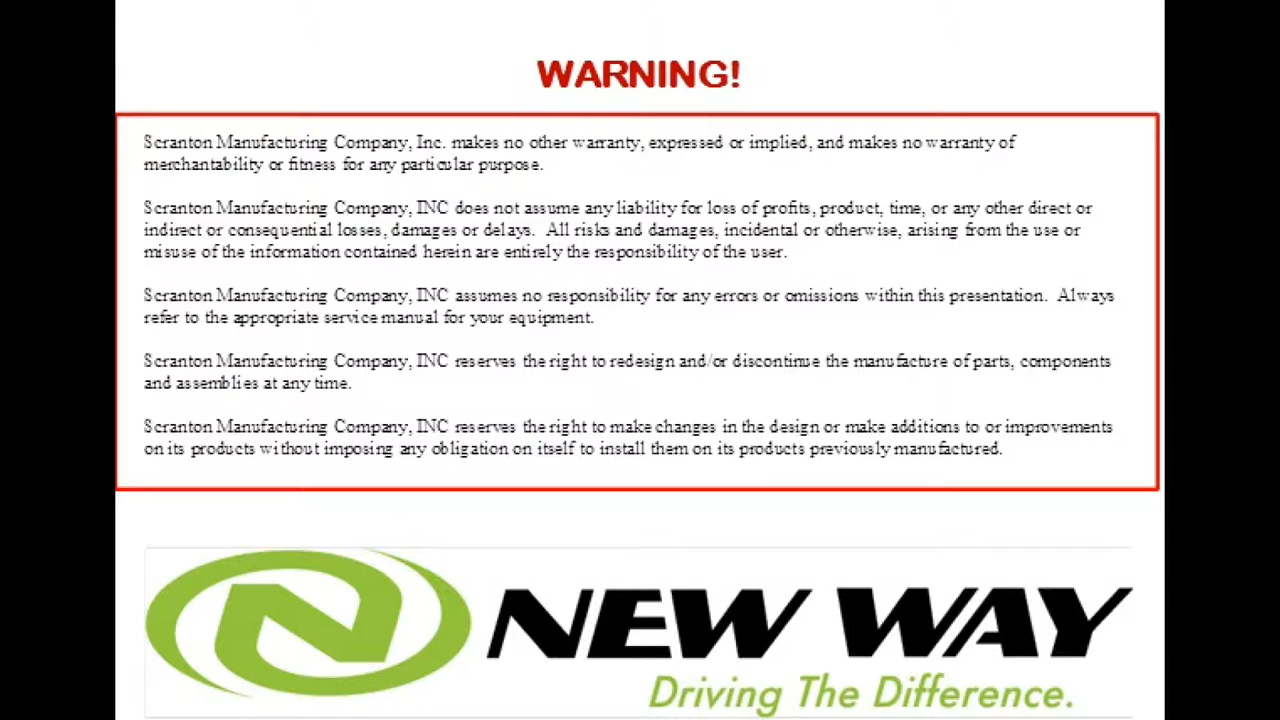 WARNING!
Scranton Manufacturing Company, Inc. makes no other warranty, expressed or implied, and makes no warranty of
merchantability or fitness for any particular purpose.
Scranton Manufacturing Company, INC does not assume any liability for loss of profits, product, time, or any other direct or
indirect or consequential losses, damages or delays.  All risks and damages, incidental or otherwise, arising from the use or
misuse of the information contained herein are entirely the responsibility of the user.
Scranton Manufacturing Company, INC assumes no responsibility for any errors or omissions within this presentation.  Always
refer to the appropriate service manual for your equipment.
Scranton Manufacturing Company, INC reserves the right to redesign and/or discontinue the manufacture of parts, components
and assemblies at any time.
Scranton Manufacturing Company, INC reserves the right to make changes in the design or make additions to or improvements
on its products without imposing any obligation on itself to install them on its products previously manufactured.
NEW WAY
Driving The Difference.